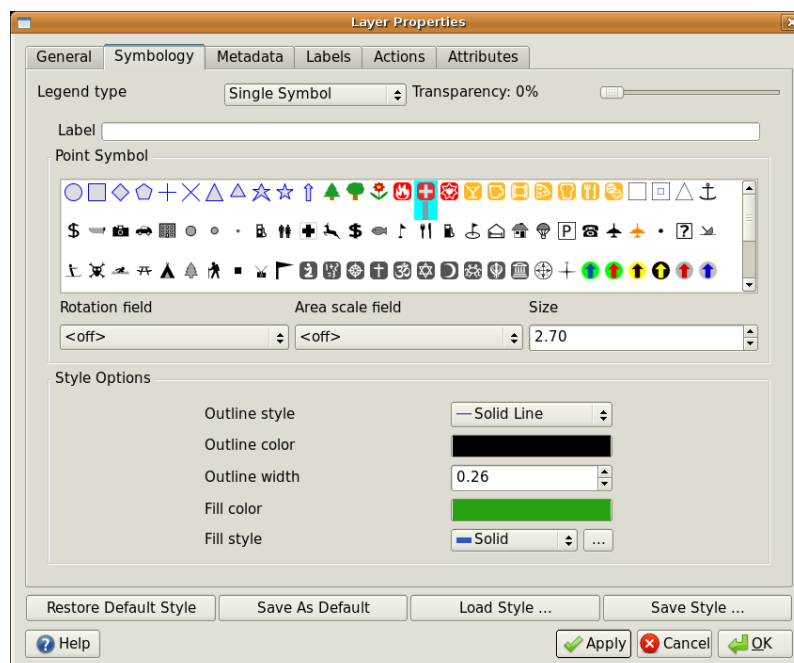 Layer Properties
General Symbology Metadata Labels Actions Attributes
Legend type Single Symbol Transparency: 0%
Label
Point Symbol
Rotation field Area scale field Size
<off> <off> 2.70
Style Options
Outline style Solid Line
Outline color
Outline width 0.26
Fill color
Fill style Solid ...
Restore Default Style Save As Default Load Style ... Save Style ...
Help Apply Cancel OK